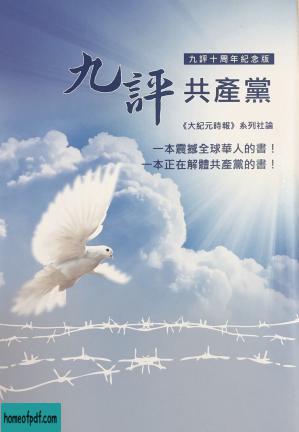 九評十周年紀念版
九評
共產黨
《大紀元時報》系列社論
一本震撼全球華人的書！
一本正在解體共產黨的書！
homeofpdf.com